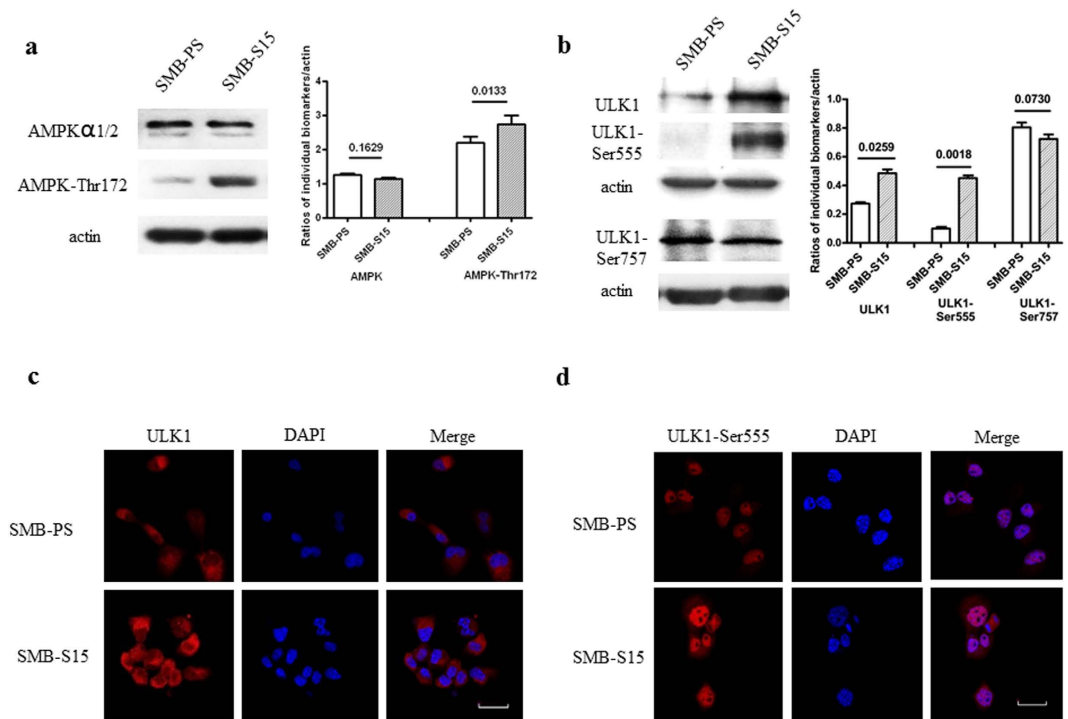 a
SMB-PS
SMB-S15
AMPKα1/2
AMPK-Thr172
actin
Ratios of individual biomarkers/actin
4
3
2
1
0
0.1629
0.0133
SMB-PS
SMB-S15
SMB-PS
SMB-S15
AMPK
AMPK-Thr172
b
SMB-PS
SMB-S15
ULK1
ULK1-
Ser555
actin
ULK1-
Ser757
actin
Ratios of individual biomarkers/actin
1.0
0.8
0.6
0.4
0.2
0.0
0.0259
0.0018
0.0730
SMB-PS
SMB-S15
SMB-PS
SMB-S15
SMB-PS
SMB-S15
ULK1
ULK1-
Ser555
ULK1-
Ser757
c
ULK1
DAPI
Merge
SMB-PS
SMB-S15
d
ULK1-Ser555
DAPI
Merge
SMB-PS
SMB-S15